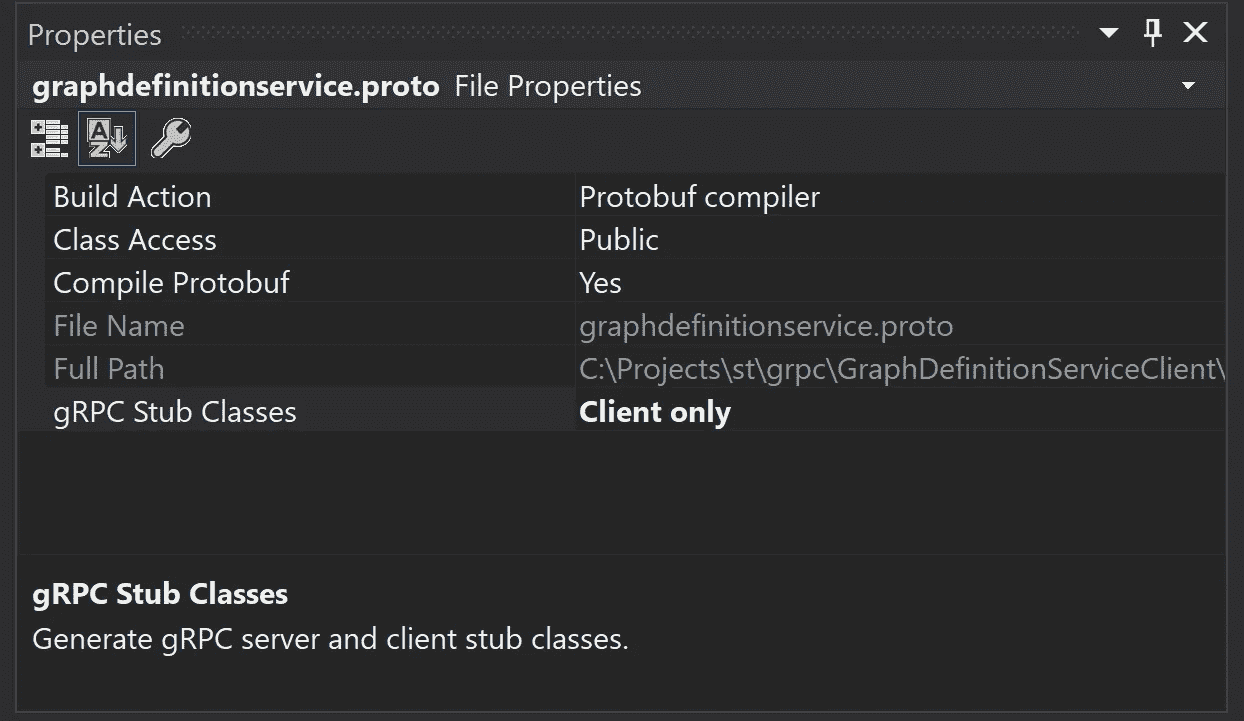 Properties
graphdefinitionservice.proto File Properties
Build Action Protobuf compiler
Class Access Public
Compile Protobuf Yes
File Name graphdefinitionservice.proto
Full Path C:\Projects\st\grpc\GraphDefinitionServiceClient\
gRPC Stub Classes Client only
gRPC Stub Classes
Generate gRPC server and client stub classes.